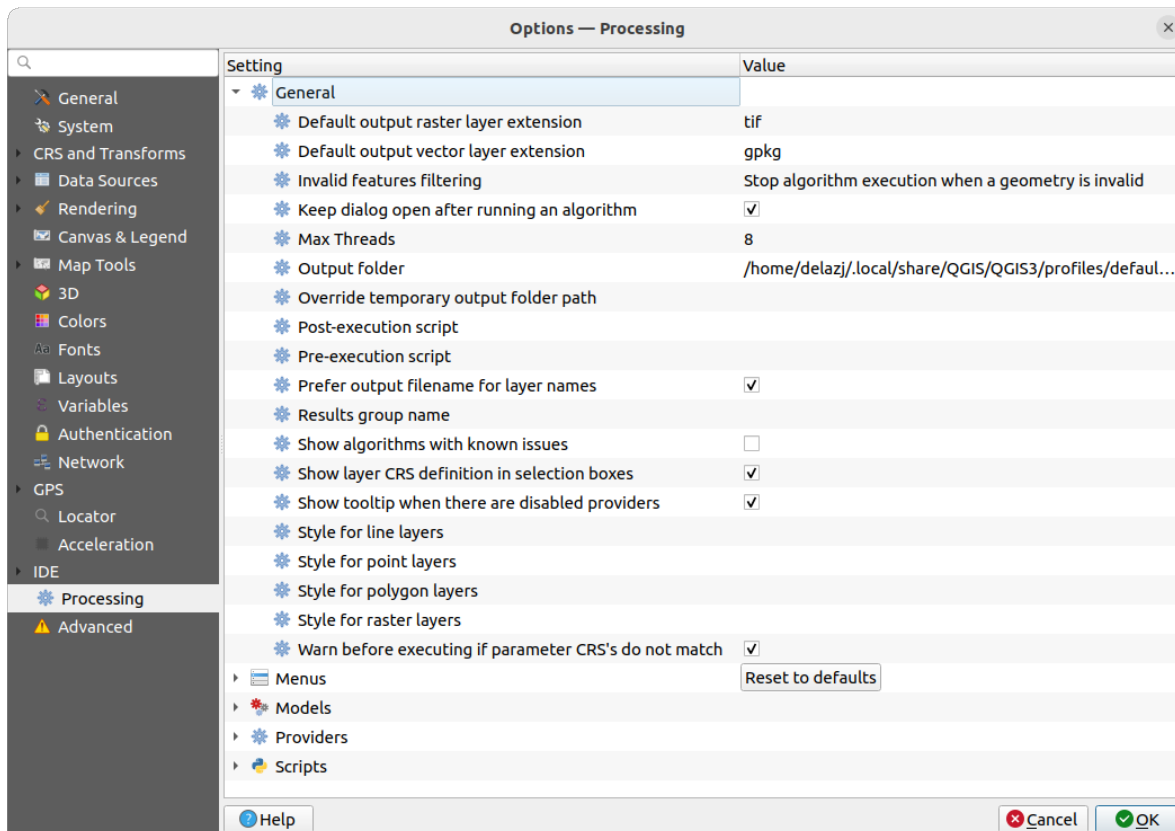 Options — Processing
Setting Value
General
General
System
CRS and Transforms
Data Sources
Rendering
Canvas & Legend
Map Tools
3D
Colors
Aa Fonts
Layouts
Variables
Authentication
Network
GPS
Locator
Acceleration
IDE
Processing
Advanced
Default output raster layer extension tif
Default output vector layer extension gpkg
Invalid features filtering Stop algorithm execution when a geometry is invalid
Keep dialog open after running an algorithm
Max Threads 8
Output folder /home/delazj/.local/share/QGIS/QGIS3/profiles/defaul...
Override temporary output folder path
Post-execution script
Pre-execution script
Prefer output filename for layer names
Results group name
Show algorithms with known issues
Show layer CRS definition in selection boxes
Show tooltip when there are disabled providers
Style for line layers
Style for point layers
Style for polygon layers
Style for raster layers
Warn before executing if parameter CRS's do not match
Menus Reset to defaults
Models
Providers
Scripts
Help Cancel OK